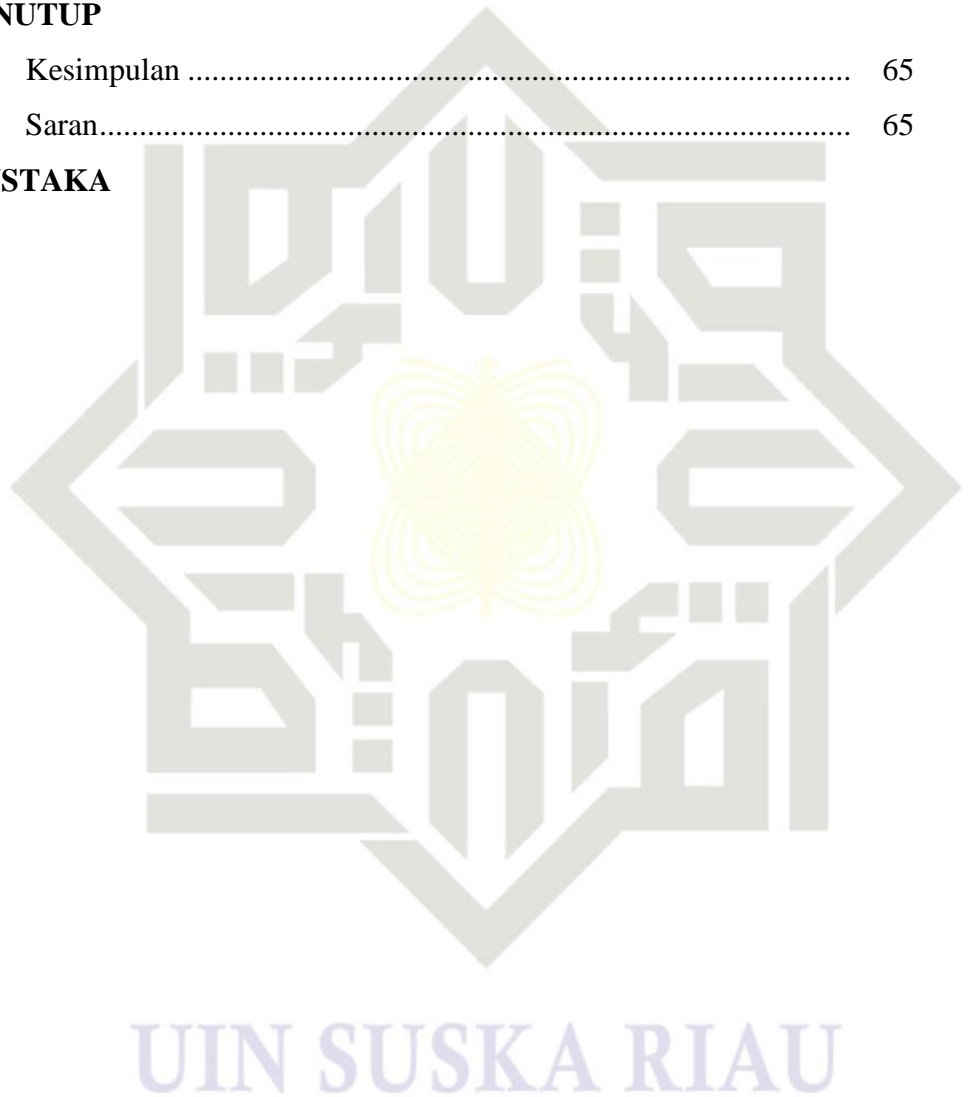 NUTUP
Kesimpulan .................................................................................... 65
Saran............................................................................................... 65
STAKA
UIN SUSKA RIAU